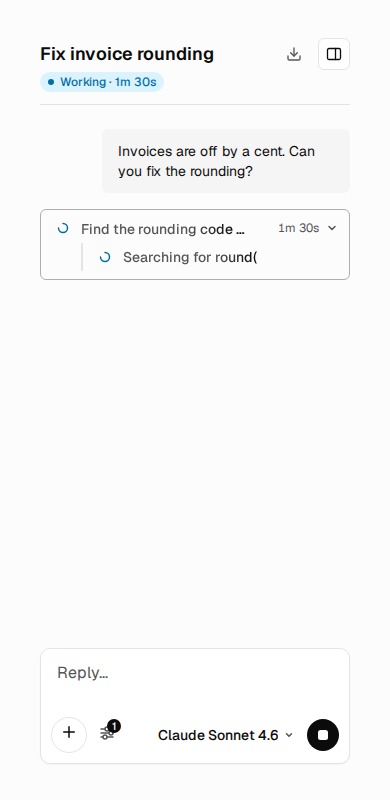 Fix invoice rounding
Working · 1m 30s
Invoices are off by a cent. Can
you fix the rounding?
Find the rounding code ...
1m 30s
Searching for round(
Reply...
1
Claude Sonnet 4.6